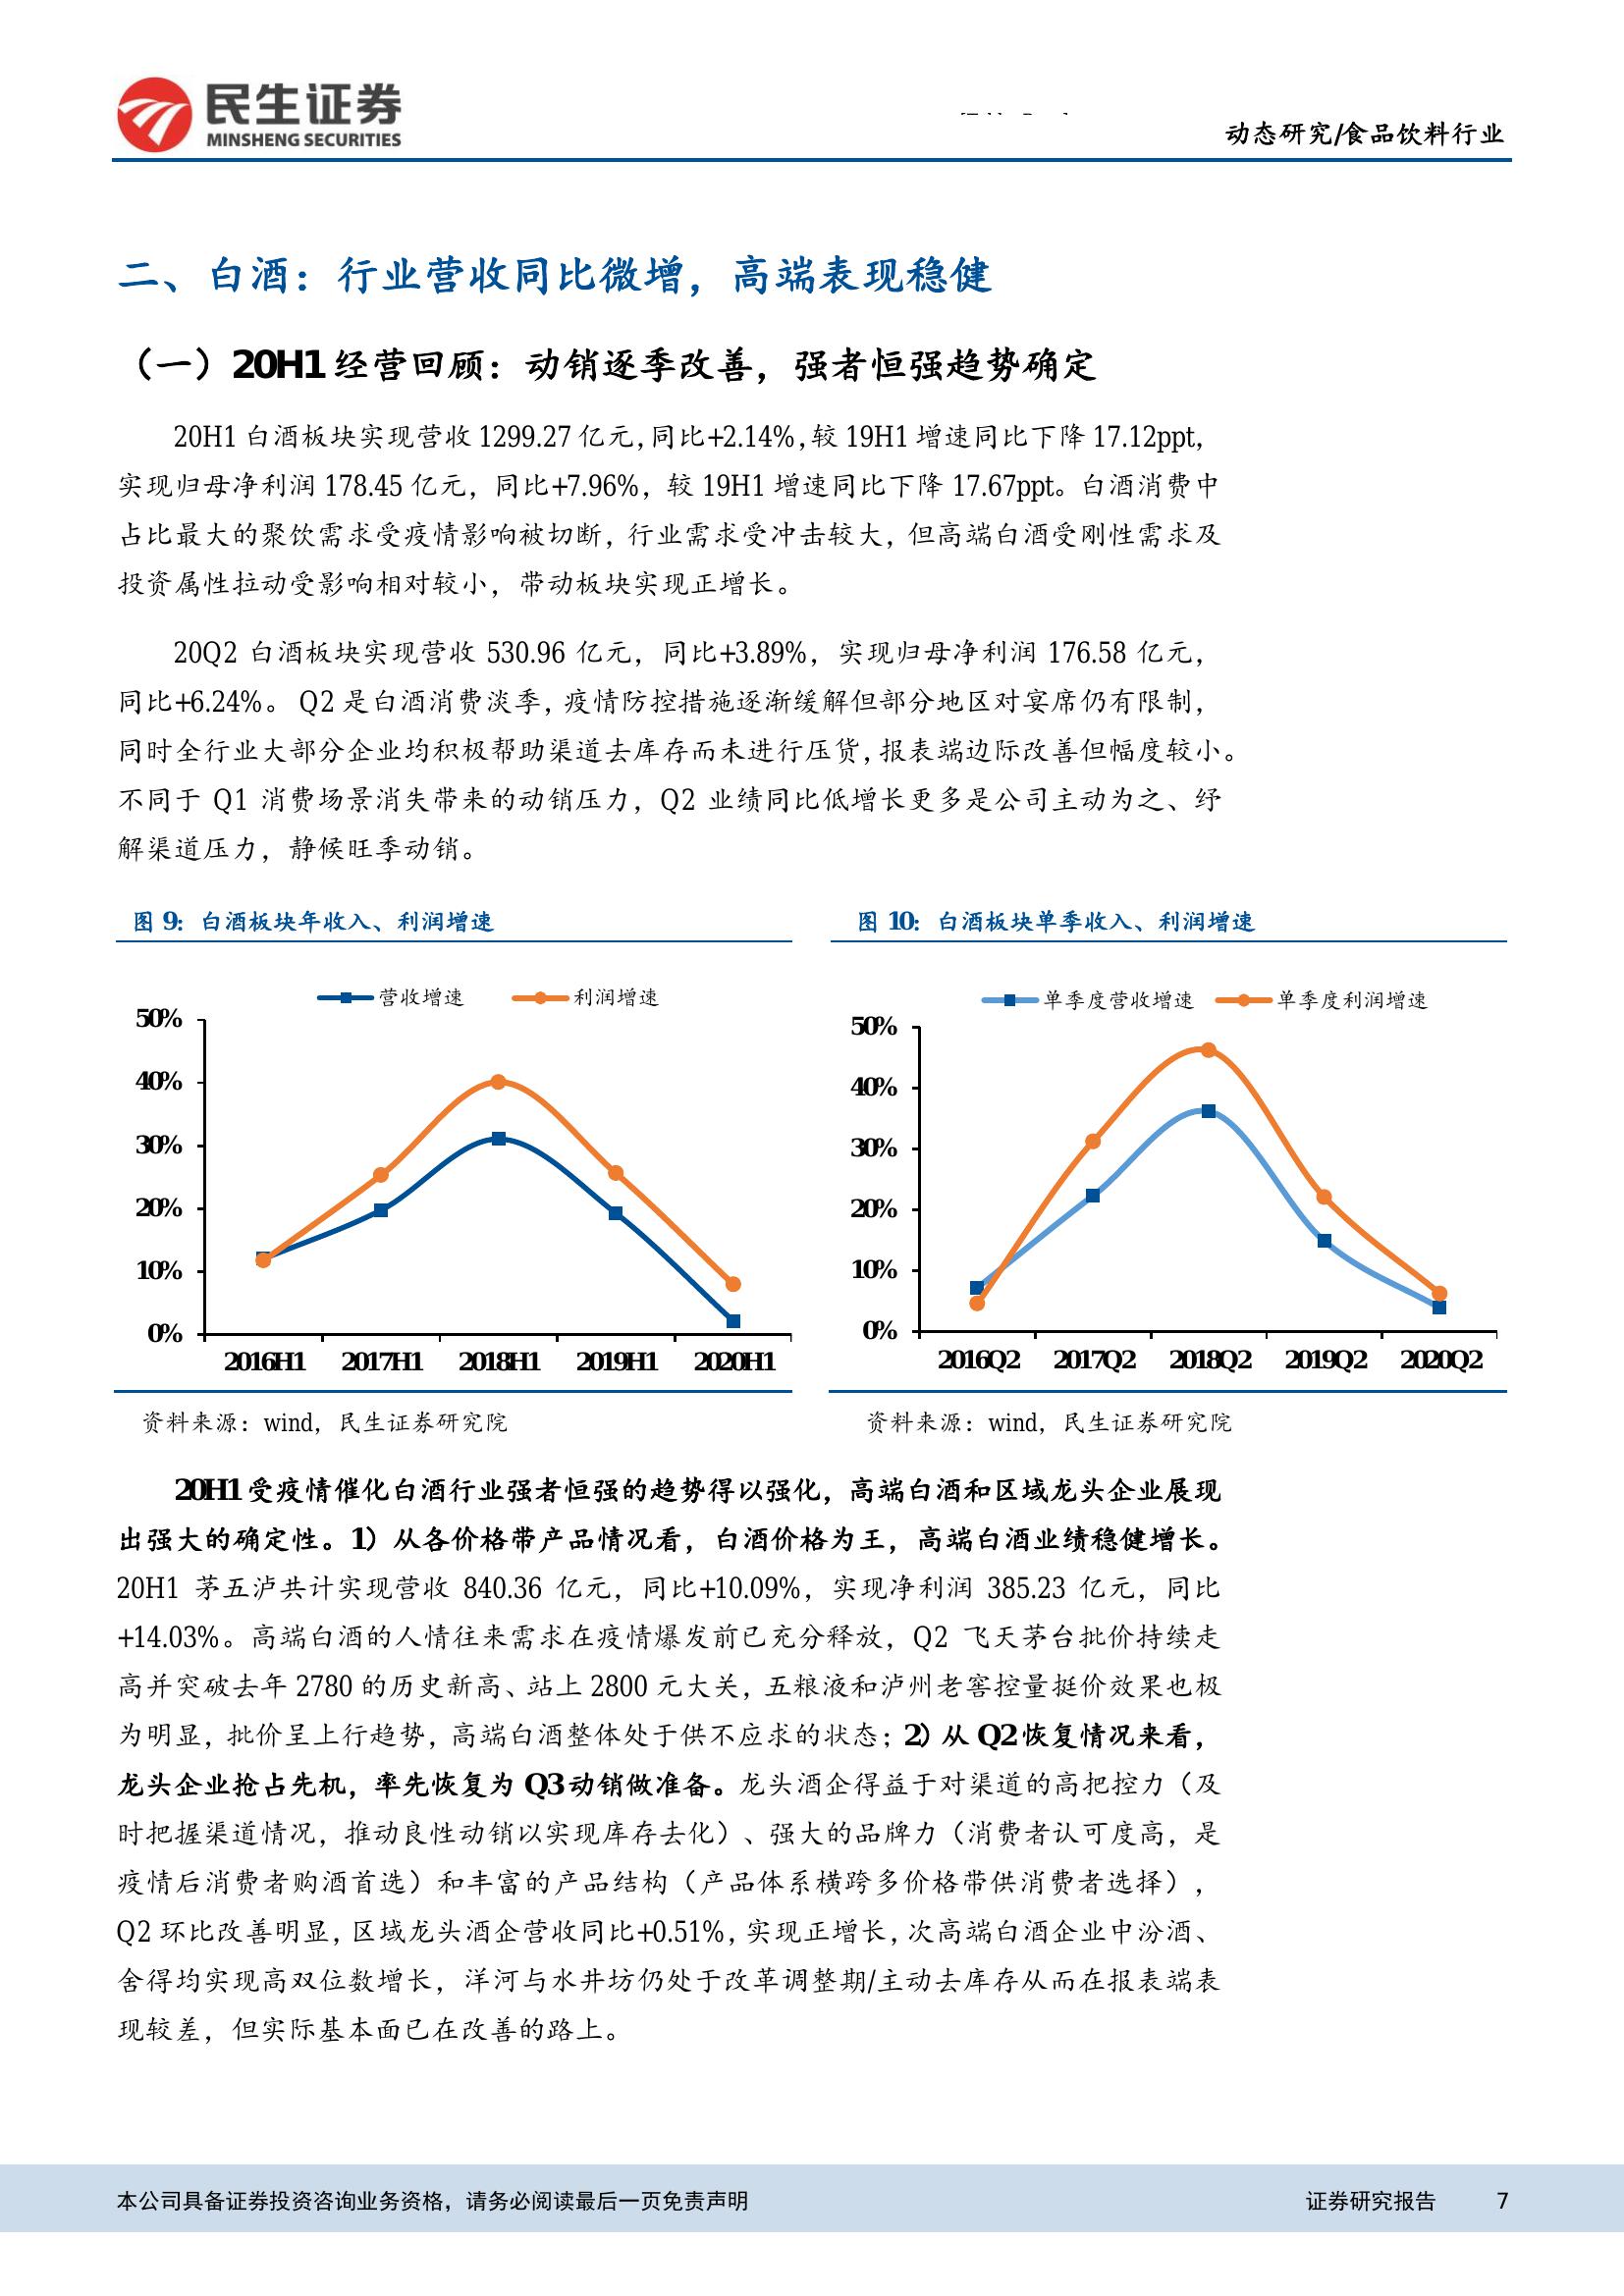 民生证券
MINSHENG SECURITIES
动态研究/食品饮料行业
二、白酒：行业营收同比微增，高端表现稳健
（一）20H1 经营回顾：动销逐季改善，强者恒强趋势确定
20H1 白酒板块实现营收 1299.27 亿元，同比+2.14%，较 19H1 增速同比下降 17.12ppt，
实现归母净利润 178.45 亿元，同比+7.96%，较 19H1 增速同比下降 17.67ppt。白酒消费中
占比最大的聚饮需求受疫情影响被切断，行业需求受冲击较大，但高端白酒受刚性需求及
投资属性拉动受影响相对较小，带动板块实现正增长。
20Q2 白酒板块实现营收 530.96 亿元，同比+3.89%，实现归母净利润 176.58 亿元，
同比+6.24%。 Q2 是白酒消费淡季，疫情防控措施逐渐缓解但部分地区对宴席仍有限制，
同时全行业大部分企业均积极帮助渠道去库存而未进行压货，报表端边际改善但幅度较小。
不同于 Q1 消费场景消失带来的动销压力，Q2 业绩同比低增长更多是公司主动为之、纾
解渠道压力，静候旺季动销。
图 9：白酒板块年收入、利润增速
营收增速 利润增速
50%
40%
30%
20%
10%
0%
2016H1 2017H1 2018H1 2019H1 2020H1
资料来源：wind，民生证券研究院
图 10：白酒板块单季收入、利润增速
单季度营收增速 单季度利润增速
50%
40%
30%
20%
10%
0%
2016Q2 2017Q2 2018Q2 2019Q2 2020Q2
资料来源：wind，民生证券研究院
20H1 受疫情催化白酒行业强者恒强的趋势得以强化，高端白酒和区域龙头企业展现
出强大的确定性。1）从各价格带产品情况看，白酒价格为王，高端白酒业绩稳健增长。
20H1 茅五泸共计实现营收 840.36 亿元，同比+10.09%，实现净利润 385.23 亿元，同比
+14.03%。高端白酒的人情往来需求在疫情爆发前已充分释放，Q2 飞天茅台批价持续走
高并突破去年 2780 的历史新高、站上 2800 元大关，五粮液和泸州老窖控量挺价效果也极
为明显，批价呈上行趋势，高端白酒整体处于供不应求的状态；2）从 Q2 恢复情况来看，
龙头企业抢占先机，率先恢复为 Q3 动销做准备。龙头酒企得益于对渠道的高把控力（及
时把握渠道情况，推动良性动销以实现库存去化）、强大的品牌力（消费者认可度高，是
疫情后消费者购酒首选）和丰富的产品结构（产品体系横跨多价格带供消费者选择），
Q2 环比改善明显，区域龙头酒企营收同比+0.51%，实现正增长，次高端白酒企业中汾酒、
舍得均实现高双位数增长，洋河与水井坊仍处于改革调整期/主动去库存从而在报表端表
现较差，但实际基本面已在改善的路上。
本公司具备证券投资咨询业务资格，请务必阅读最后一页免责声明
证券研究报告 7